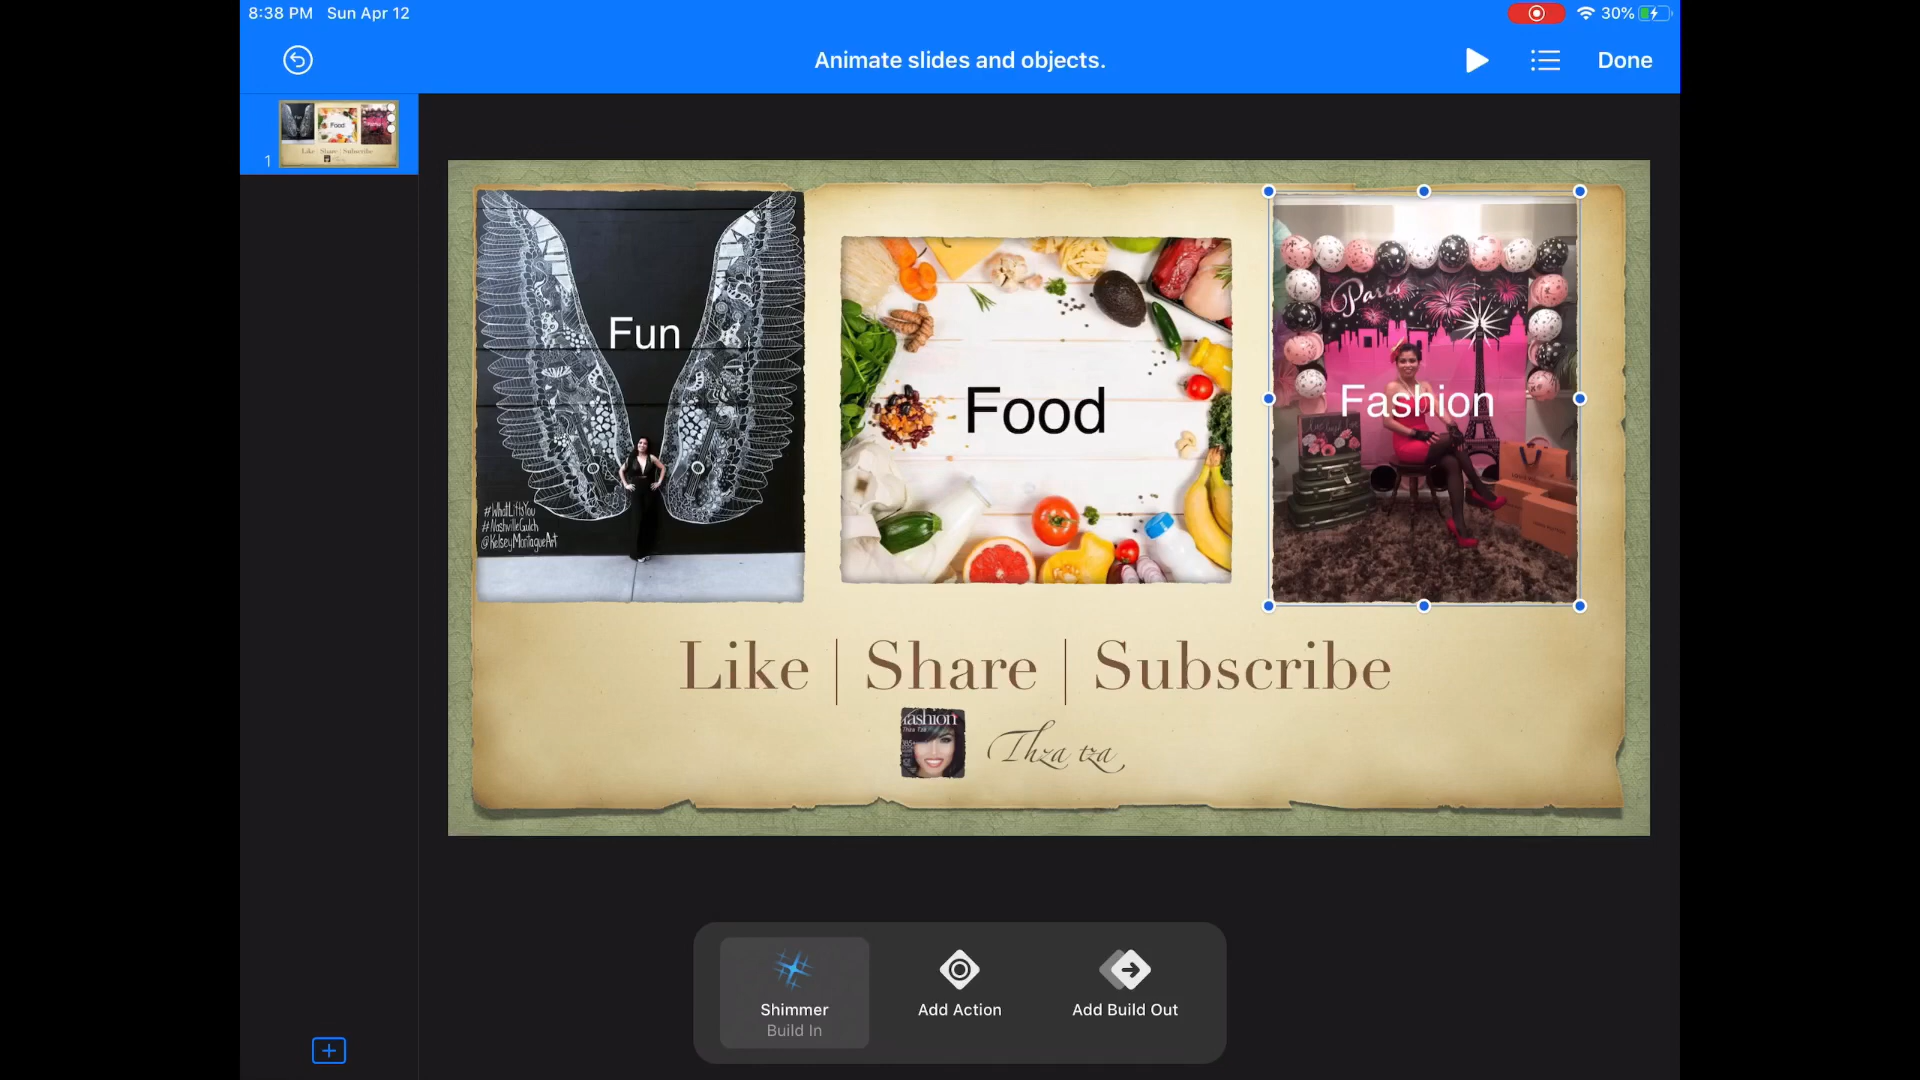 8:38 PM Sun Apr 12
30%
Animate slides and objects.
Done
1
Fun
#WhatLiftsYou
#NashvilleGulch
@KelseyMontagueArt
Food
Paris
Fashion
Like | Share | Subscribe
fashion
Thza tza
Shimmer
Build In
Add Action
Add Build Out